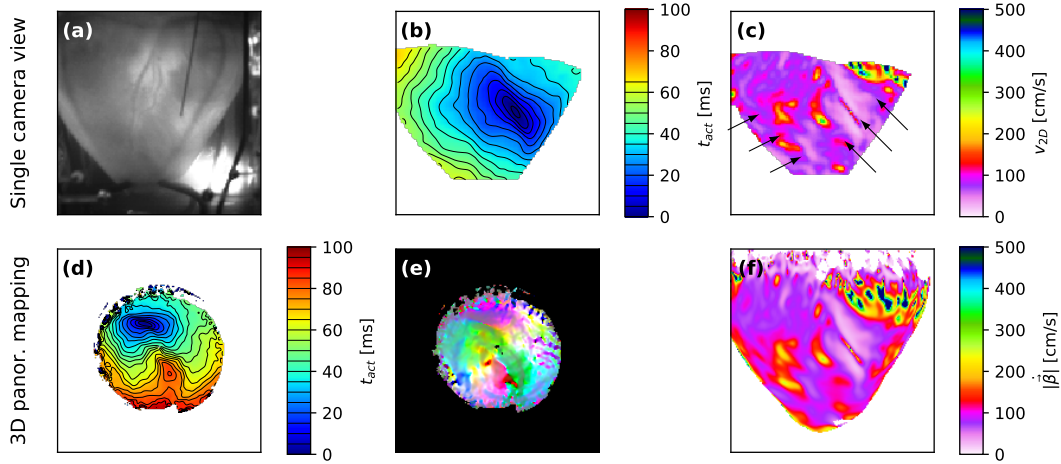 Single camera view
(a)
(b)
100
80
60
40
20
0
t_act [ms]
(c)
500
400
300
200
100
0
v_2D [cm/s]
3D panor. mapping
(d)
100
80
60
40
20
0
t_act [ms]
(e)
(f)
500
400
300
200
100
0
|β̇⃗| [cm/s]